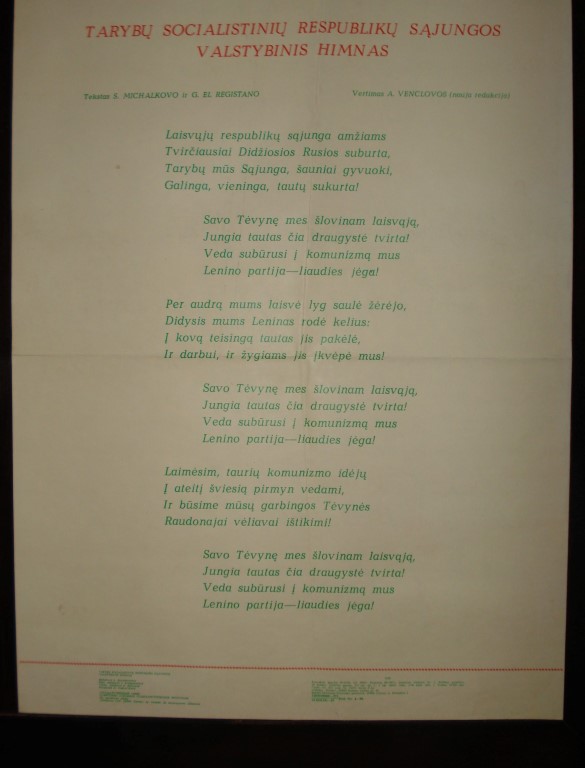 TARYBŲ SOCIALISTINIŲ RESPUBLIKŲ SĄJUNGOS
VALSTYBINIS HIMNAS
Tekstas S. MICHALKOVO ir G. EL REGISTANO
Vertimas A. VENCLOVOS (nauja redakcija)
Laisvųjų respublikų sąjunga amžiams
Tvirčiausiai Didžiosios Rusios suburta,
Tarybų mūs Sąjunga, šauniai gyvuoki,
Galinga, vieninga, tautų sukurta!
Savo Tėvynę mes šlovinam laisvąją,
Jungia tautas čia draugystė tvirta!
Veda subūrusi į komunizmą mus
Lenino partija—liaudies jėga!
Per audrą mums laisvė lyg saulė žėrėjo,
Didysis mums Leninas rodė kelius:
Į kovą teisingą tautas jis pakėlė,
Ir darbui, ir žygiams jis įkvėpė mus!
Savo Tėvynę mes šlovinam laisvąją,
Jungia tautas čia draugystė tvirta!
Veda subūrusi į komunizmą mus
Lenino partija—liaudies jėga!
Laimėsim, taurių komunizmo idėjų
Į ateitį šviesią pirmyn vedami,
Ir būsime mūsų garbingos Tėvynės
Raudonajai vėliavai ištikimi!
Savo Tėvynę mes šlovinam laisvąją,
Jungia tautas čia draugystė tvirta!
Veda subūrusi į komunizmą mus
Lenino partija—liaudies jėga!